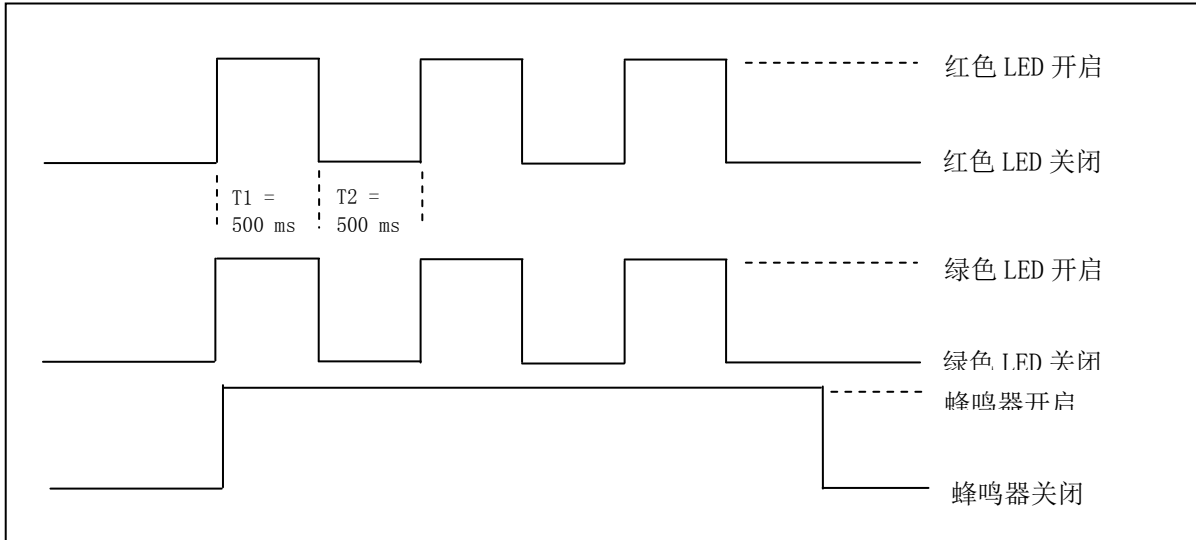 红色 LED 开启
红色 LED 关闭
T1 =
500 ms
T2 =
500 ms
绿色 LED 开启
绿色 LED 关闭
蜂鸣器开启
蜂鸣器关闭